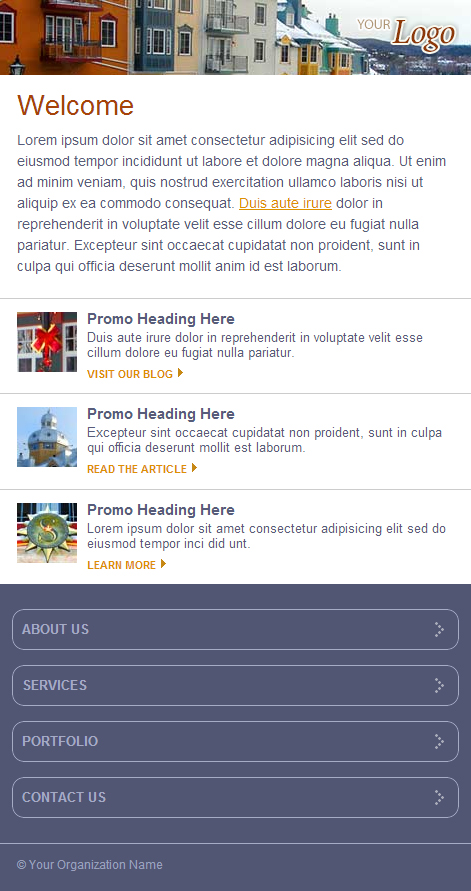 YOUR Logo
Welcome
Lorem ipsum dolor sit amet consectetur adipisicing elit sed do
eiusmod tempor incididunt ut labore et dolore magna aliqua. Ut enim
ad minim veniam, quis nostrud exercitation ullamco laboris nisi ut
aliquip ex ea commodo consequat. Duis aute irure dolor in
reprehenderit in voluptate velit esse cillum dolore eu fugiat nulla
pariatur. Excepteur sint occaecat cupidatat non proident, sunt in
culpa qui officia deserunt mollit anim id est laborum.
Promo Heading Here
Duis aute irure dolor in reprehenderit in voluptate velit esse
cillum dolore eu fugiat nulla pariatur.
VISIT OUR BLOG
Promo Heading Here
Excepteur sint occaecat cupidatat non proident, sunt in culpa
qui officia deserunt mollit anim id est laborum.
READ THE ARTICLE
Promo Heading Here
Lorem ipsum dolor sit amet consectetur adipisicing elit sed do
eiusmod tempor inci did unt.
LEARN MORE
ABOUT US
SERVICES
PORTFOLIO
CONTACT US
© Your Organization Name